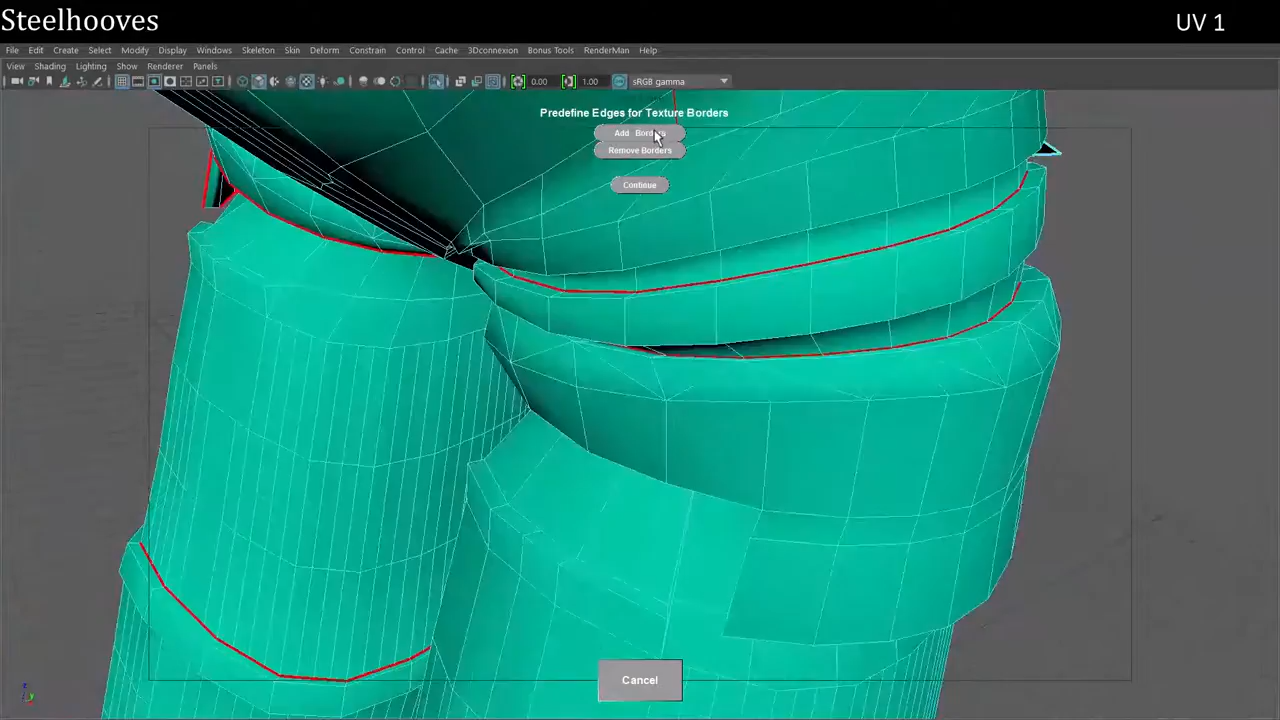 Steelhooves
UV 1
File Edit Create Select Modify Display Windows Skeleton Skin Deform Constrain Control Cache 3Dconnexion Bonus Tools RenderMan Help
View Shading Lighting Show Renderer Panels
0.00 1.00 sRGB gamma
Predefine Edges for Texture Borders
Add Borders
Remove Borders
Continue
Cancel